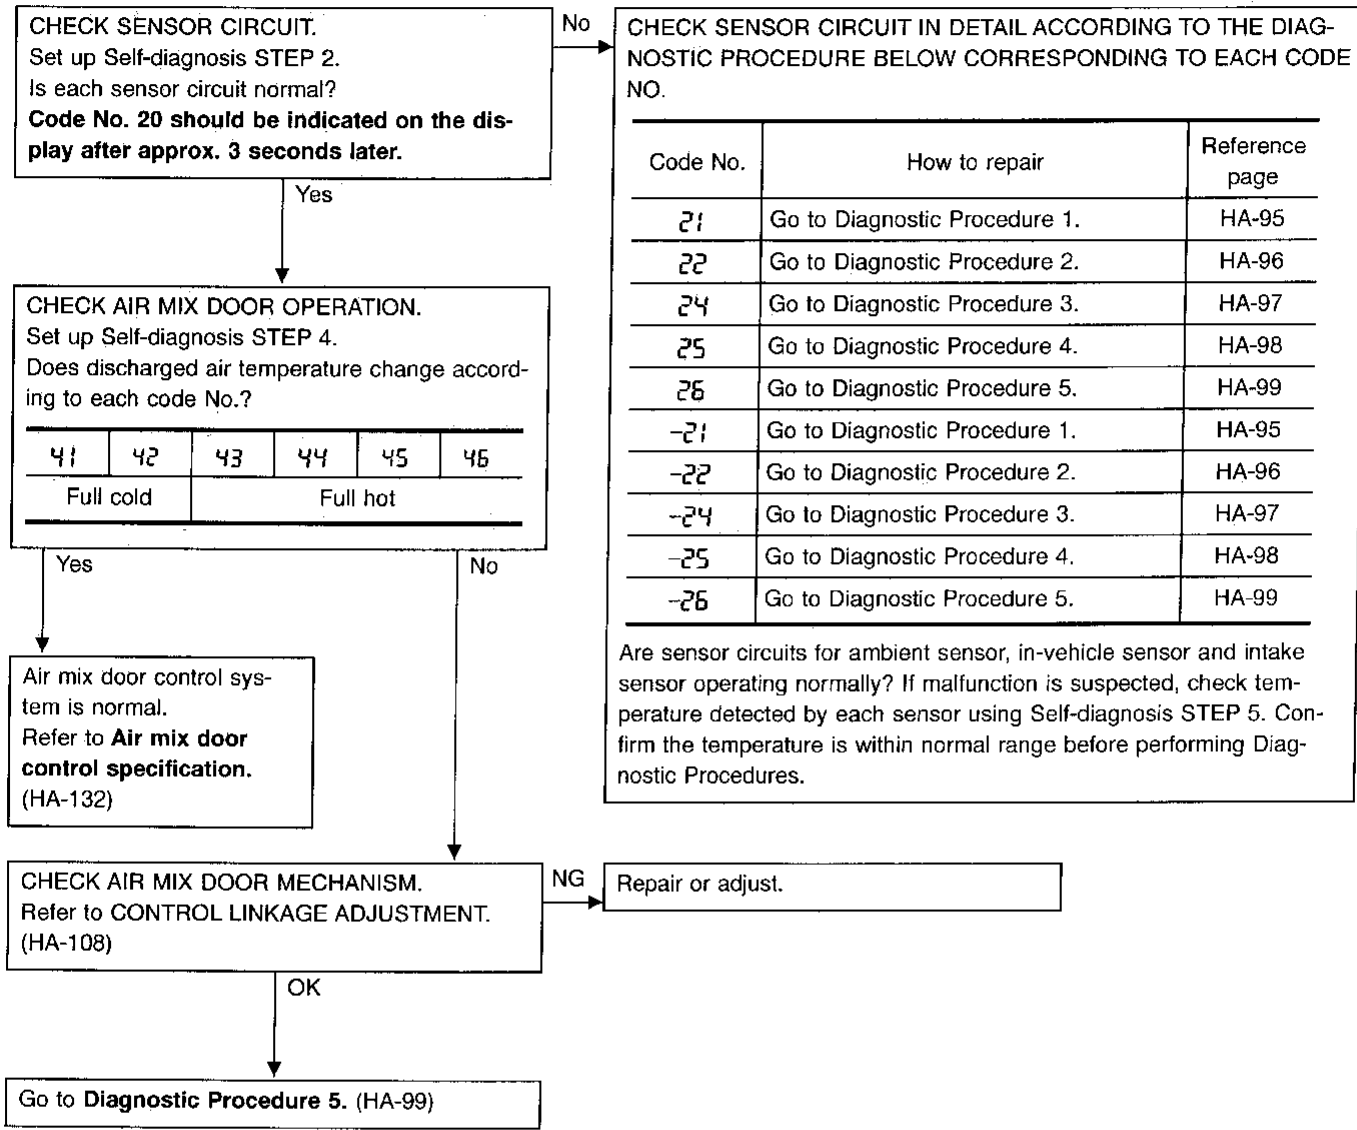 CHECK SENSOR CIRCUIT.
Set up Self-diagnosis STEP 2.
Is each sensor circuit normal?
Code No. 20 should be indicated on the dis-
play after approx. 3 seconds later.
No
CHECK SENSOR CIRCUIT IN DETAIL ACCORDING TO THE DIAG-
NOSTIC PROCEDURE BELOW CORRESPONDING TO EACH CODE
NO.
Code No. How to repair Reference
page
21 Go to Diagnostic Procedure 1. HA-95
22 Go to Diagnostic Procedure 2. HA-96
24 Go to Diagnostic Procedure 3. HA-97
25 Go to Diagnostic Procedure 4. HA-98
26 Go to Diagnostic Procedure 5. HA-99
-21 Go to Diagnostic Procedure 1. HA-95
-22 Go to Diagnostic Procedure 2. HA-96
-24 Go to Diagnostic Procedure 3. HA-97
-25 Go to Diagnostic Procedure 4. HA-98
-26 Go to Diagnostic Procedure 5. HA-99
Are sensor circuits for ambient sensor, in-vehicle sensor and intake
sensor operating normally? If malfunction is suspected, check tem-
perature detected by each sensor using Self-diagnosis STEP 5. Con-
firm the temperature is within normal range before performing Diag-
nostic Procedures.
Yes
CHECK AIR MIX DOOR OPERATION.
Set up Self-diagnosis STEP 4.
Does discharged air temperature change accord-
ing to each code No.?
41 42 43 44 45 46
Full cold Full hot
Yes
No
Air mix door control sys-
tem is normal.
Refer to Air mix door
control specification.
(HA-132)
CHECK AIR MIX DOOR MECHANISM.
Refer to CONTROL LINKAGE ADJUSTMENT.
(HA-108)
NG
Repair or adjust.
OK
Go to Diagnostic Procedure 5. (HA-99)